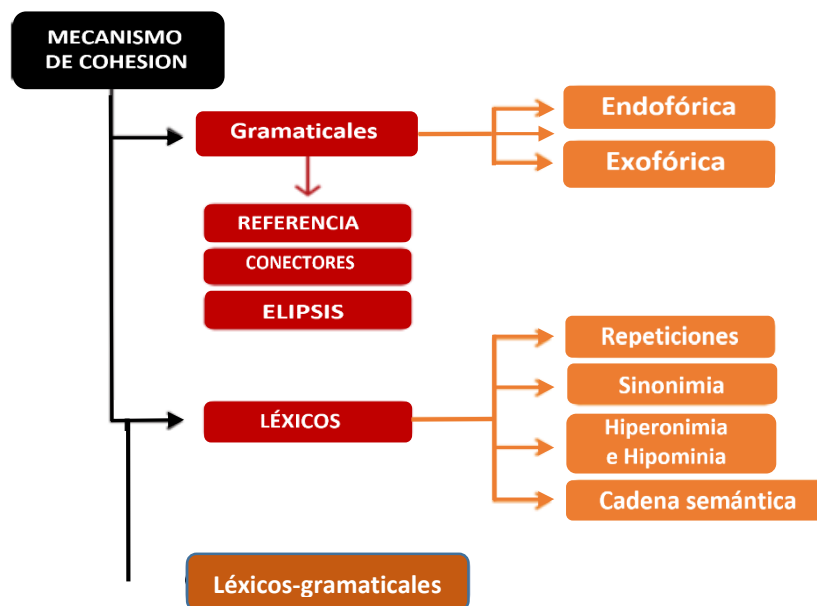 MECANISMO
DE COHESION
Gramaticales
Endofórica
Exofórica
REFERENCIA
CONECTORES
ELIPSIS
LÉXICOS
Repeticiones
Sinonimia
Hiperonimia
e Hipominia
Cadena semántica
Léxicos-gramaticales